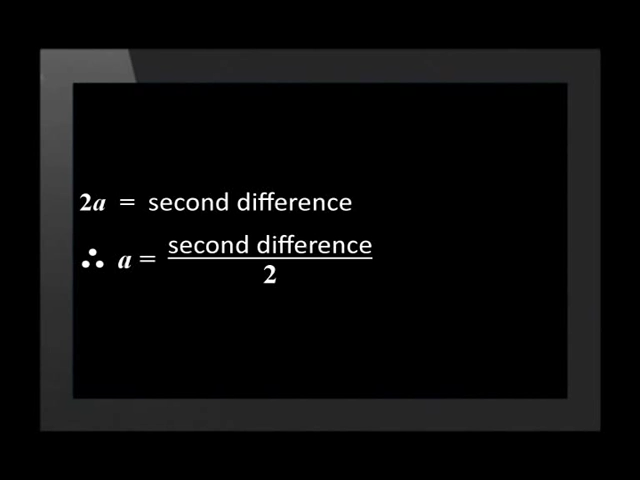 2a = second difference
∴ a = second difference / 2